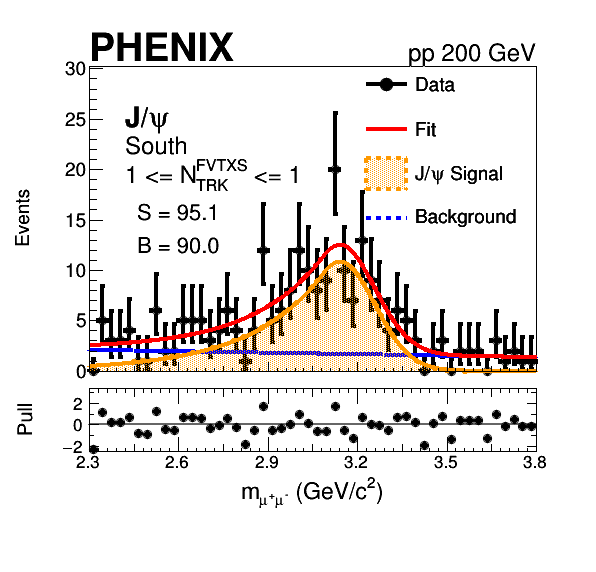 PHENIX pp 200 GeV
30
25
20
15
10
5
0
Events
J/ψ
South
1 <= N_TRK^FVTXS <= 1
S = 95.1
B = 90.0
Data
Fit
J/ψ Signal
Background
2
0
−2
Pull
2.3 2.6 2.9 3.2 3.5 3.8
m_μ⁺μ⁻ (GeV/c²)